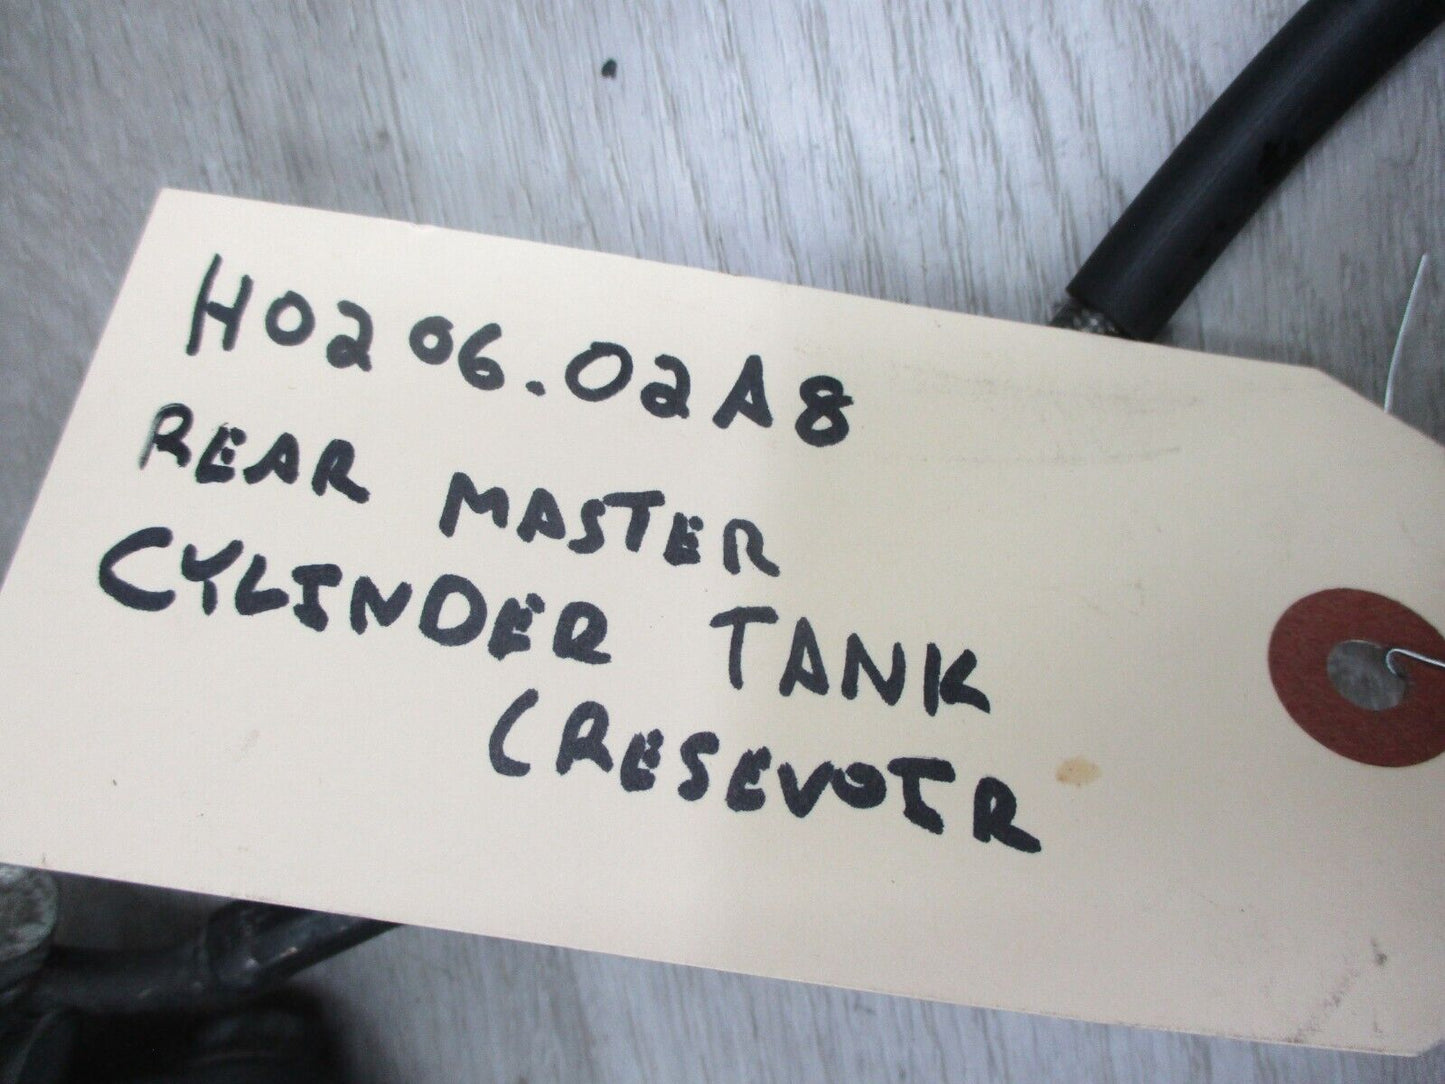 H0206.02A8
REAR MASTER
CYLINDER TANK
(RESEVOIR